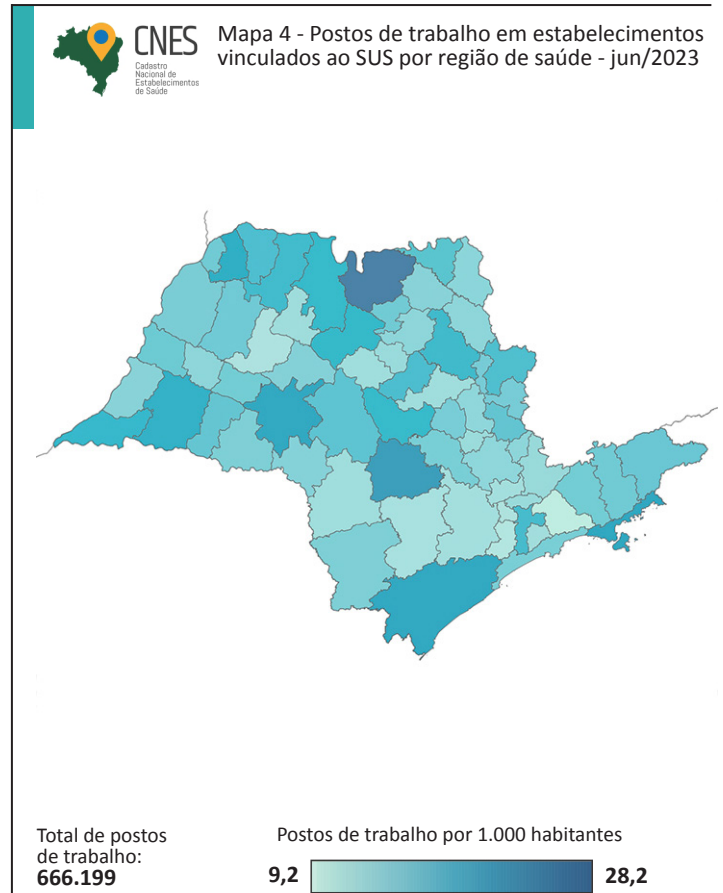 CNES
Cadastro
Nacional de
Estabelecimentos
de Saúde
Mapa 4 - Postos de trabalho em estabelecimentos
vinculados ao SUS por região de saúde - jun/2023
Total de postos
de trabalho:
666.199
Postos de trabalho por 1.000 habitantes
9,2
28,2